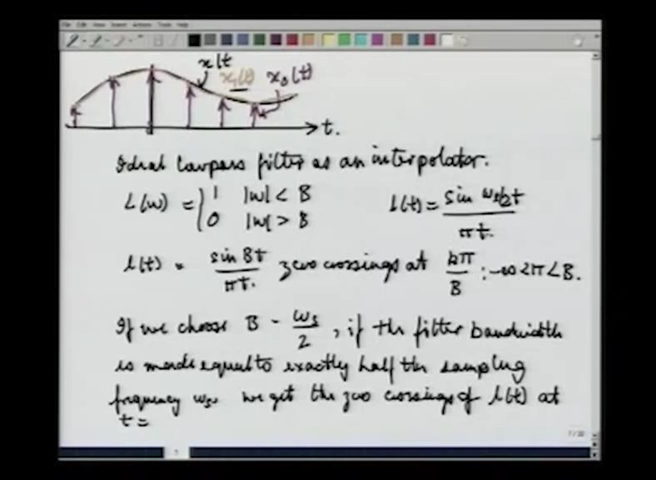 x(t
x₁(t) x₀(t)
t.
Ideal lowpass filter as an interpolator.
L(ω) = { 1 |ω| < B
0 |ω| > B
l(t) = sin ωs/2 t / πt.
l(t) = sin Bt / πt. zero crossings at kπ / B : -∞
If we choose B - ωs / 2 , if the filter bandwidth
is made equal to exactly half the sampling
frequency ωs. we get the zero crossings of l(t) at
t =